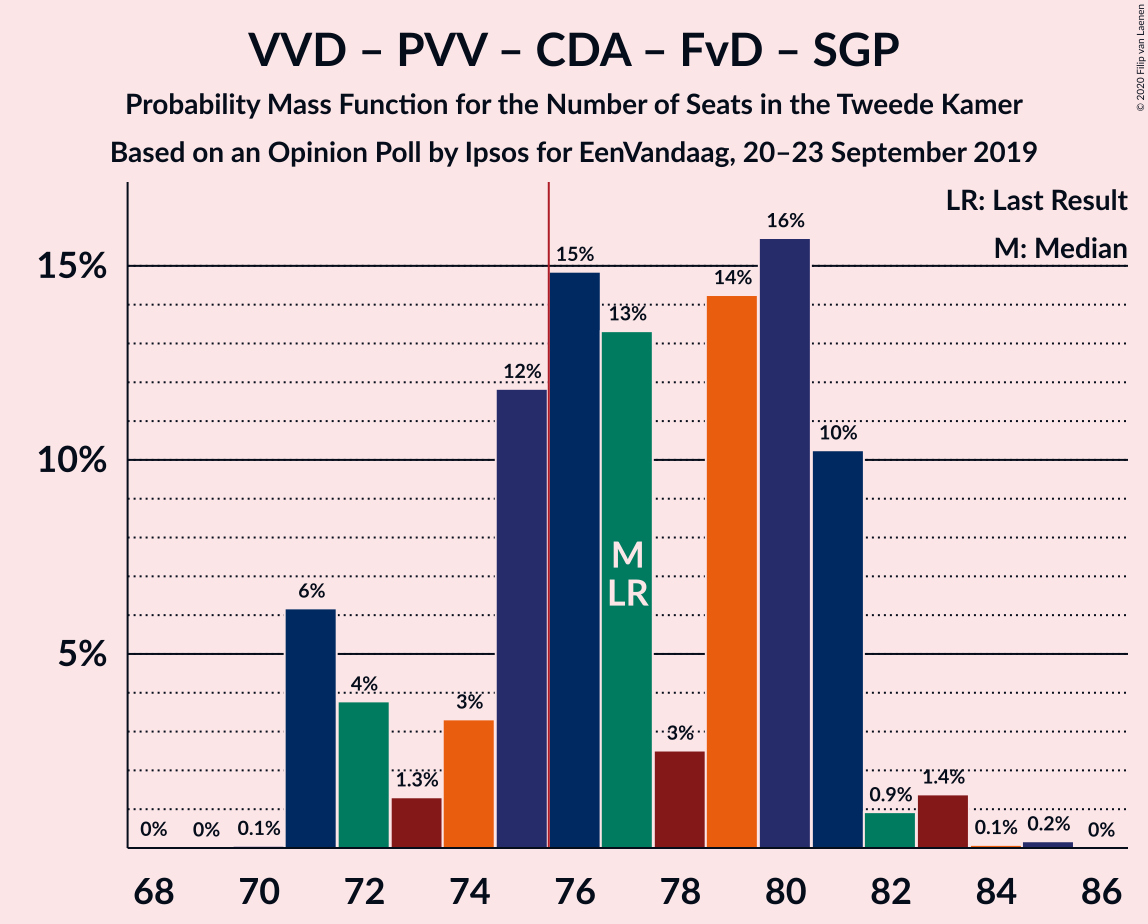 VVD – PVV – CDA – FvD – SGP
Probability Mass Function for the Number of Seats in the Tweede Kamer
Based on an Opinion Poll by Ipsos for EenVandaag, 20–23 September 2019
© 2020 Filip van Laenen
LR: Last Result
M: Median
15%
10%
5%
0% 0% 0.1% 6% 4% 1.3% 3% 12% 15% 13% 3% 14% 16% 10% 0.9% 1.4% 0.1% 0.2% 0%
M
LR
68 70 72 74 76 78 80 82 84 86